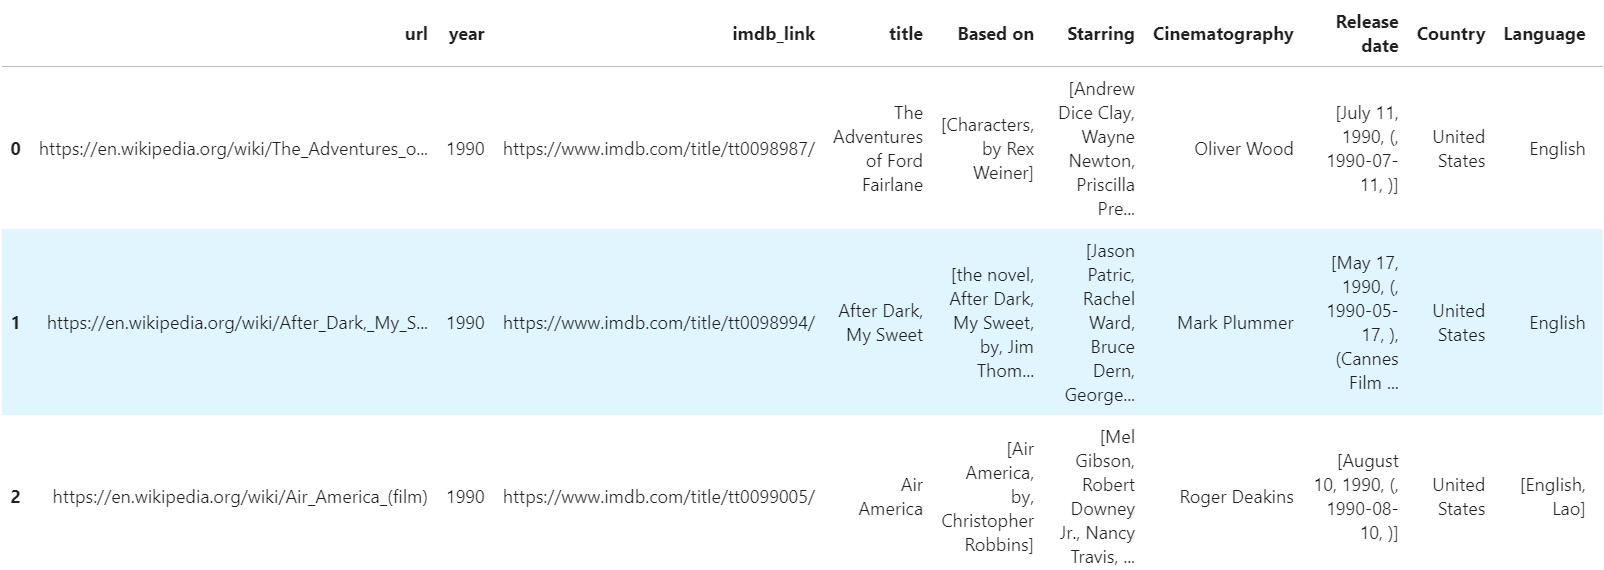 url year imdb_link title Based on Starring Cinematography Release date Country Language
0 https://en.wikipedia.org/wiki/The_Adventures_o... 1990 https://www.imdb.com/title/tt0098987/ The Adventures of Ford Fairlane [Characters, by Rex Weiner] [Andrew Dice Clay, Wayne Newton, Priscilla Pre... Oliver Wood [July 11, 1990, (, 1990-07-11, )] United States English
1 https://en.wikipedia.org/wiki/After_Dark,_My_S... 1990 https://www.imdb.com/title/tt0098994/ After Dark, My Sweet [the novel, After Dark, My Sweet, by, Jim Thom... [Jason Patric, Rachel Ward, Bruce Dern, George... Mark Plummer [May 17, 1990, (, 1990-05-17, ), (Cannes Film ... United States English
2 https://en.wikipedia.org/wiki/Air_America_(film) 1990 https://www.imdb.com/title/tt0099005/ Air America [Air America, by, Christopher Robbins] [Mel Gibson, Robert Downey Jr., Nancy Travis, ... Roger Deakins [August 10, 1990, (, 1990-08-10, )] United States [English, Lao]